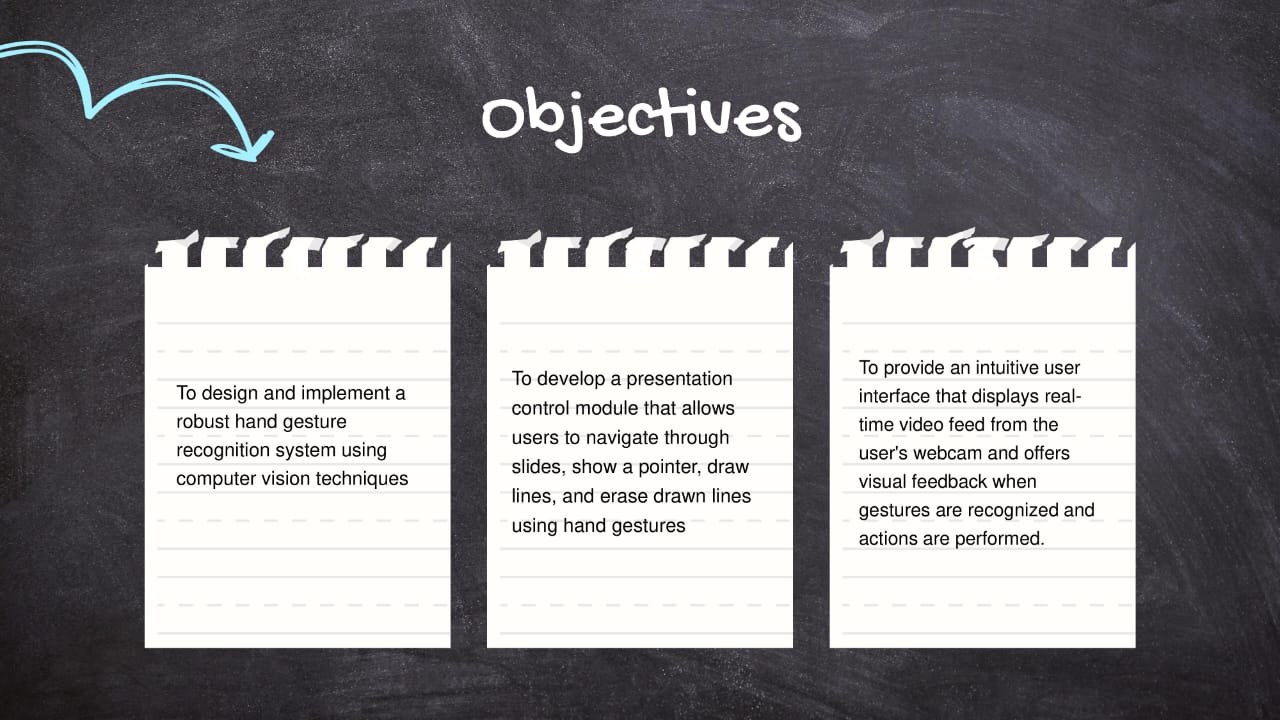 Objectives
To design and implement a
robust hand gesture
recognition system using
computer vision techniques
To develop a presentation
control module that allows
users to navigate through
slides, show a pointer, draw
lines, and erase drawn lines
using hand gestures
To provide an intuitive user
interface that displays real-
time video feed from the
user's webcam and offers
visual feedback when
gestures are recognized and
actions are performed.